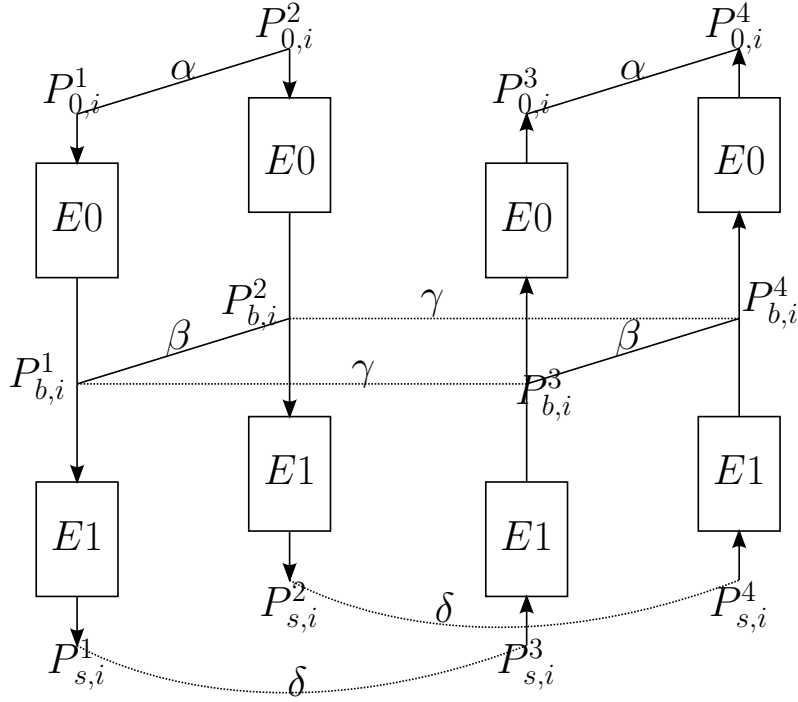 $P^2_{0,i}$
$P^4_{0,i}$
α
α
$P^1_{0,i}$
$P^3_{0,i}$
E0
E0
E0
E0
$P^2_{b,i}$
γ
$P^4_{b,i}$
β
β
$P^1_{b,i}$
γ
$P^3_{b,i}$
E1
E1
E1
E1
$P^2_{s,i}$
δ
$P^4_{s,i}$
$P^1_{s,i}$
δ
$P^3_{s,i}$